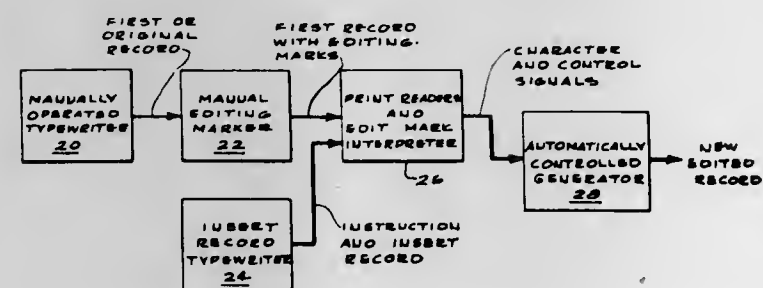 FIRST OR
ORIGINAL
RECORD
FIRST RECORD
WITH EDITING
MARKS
CHARACTER
AND CONTROL
SIGNALS
MANUALLY
OPERATED
TYPEWRITER
20
MANUAL
EDITING
MARKER
22
PRINT READERS
AND
EDIT MARK
INTERPRETER
26
AUTOMATICALLY
CONTROLLED
GENERATOR
28
NEW
EDITED
RECORD
INSERT
RECORD
TYPEWRITER
24
INSTRUCTION
AND INSERT
RECORD